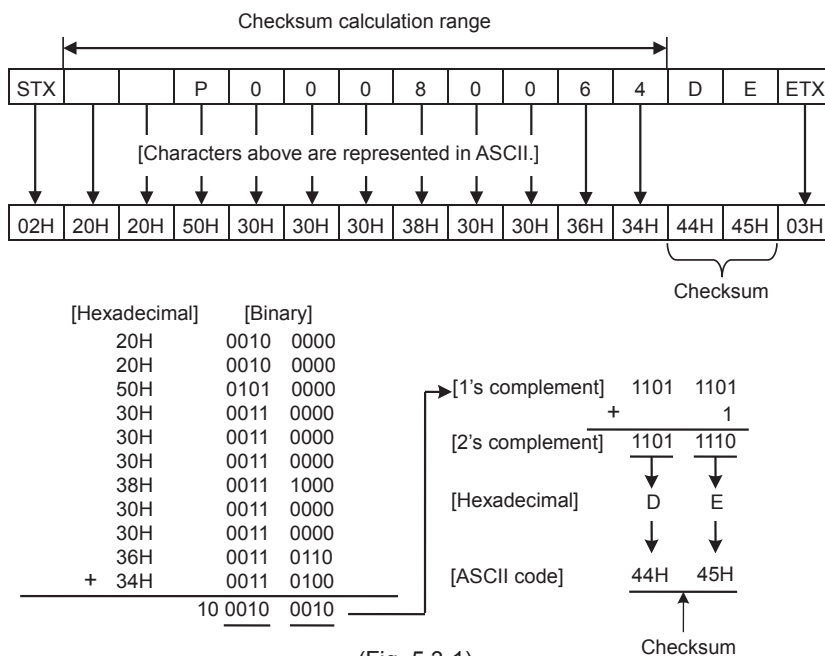 Checksum calculation range
STX P 0 0 0 8 0 0 6 4 D E ETX
[Characters above are represented in ASCII.]
02H 20H 20H 50H 30H 30H 30H 38H 30H 30H 36H 34H 44H 45H 03H
Checksum
[Hexadecimal] [Binary]
20H 0010 0000
20H 0010 0000
50H 0101 0000
30H 0011 0000
30H 0011 0000
30H 0011 0000
38H 0011 1000
30H 0011 0000
30H 0011 0000
36H 0011 0110
+ 34H 0011 0100
10 0010 0010
[1's complement] 1101 1101
+ 1
[2's complement] 1101 1110
[Hexadecimal] D E
[ASCII code] 44H 45H
Checksum